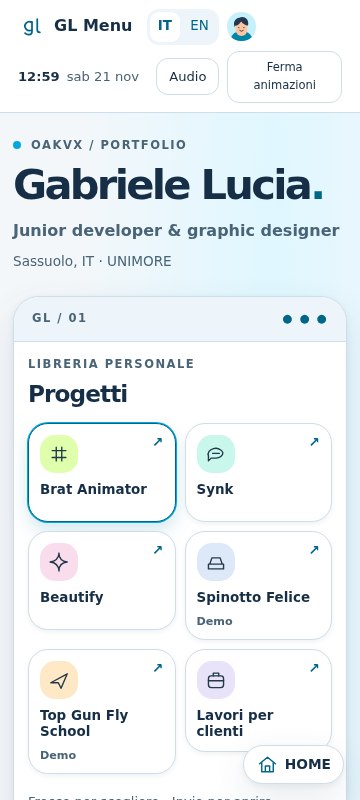 gl GL Menu IT EN
12:59 sab 21 nov Audio Ferma
animazioni
OAKVX / PORTFOLIO
Gabriele Lucia.
Junior developer & graphic designer
Sassuolo, IT · UNIMORE
GL / 01
LIBRERIA PERSONALE
Progetti
Brat Animator ↗
Synk ↗
Beautify ↗
Spinotto Felice ↗
Demo
Top Gun Fly ↗
School
Demo
Lavori per ↗
clienti
HOME